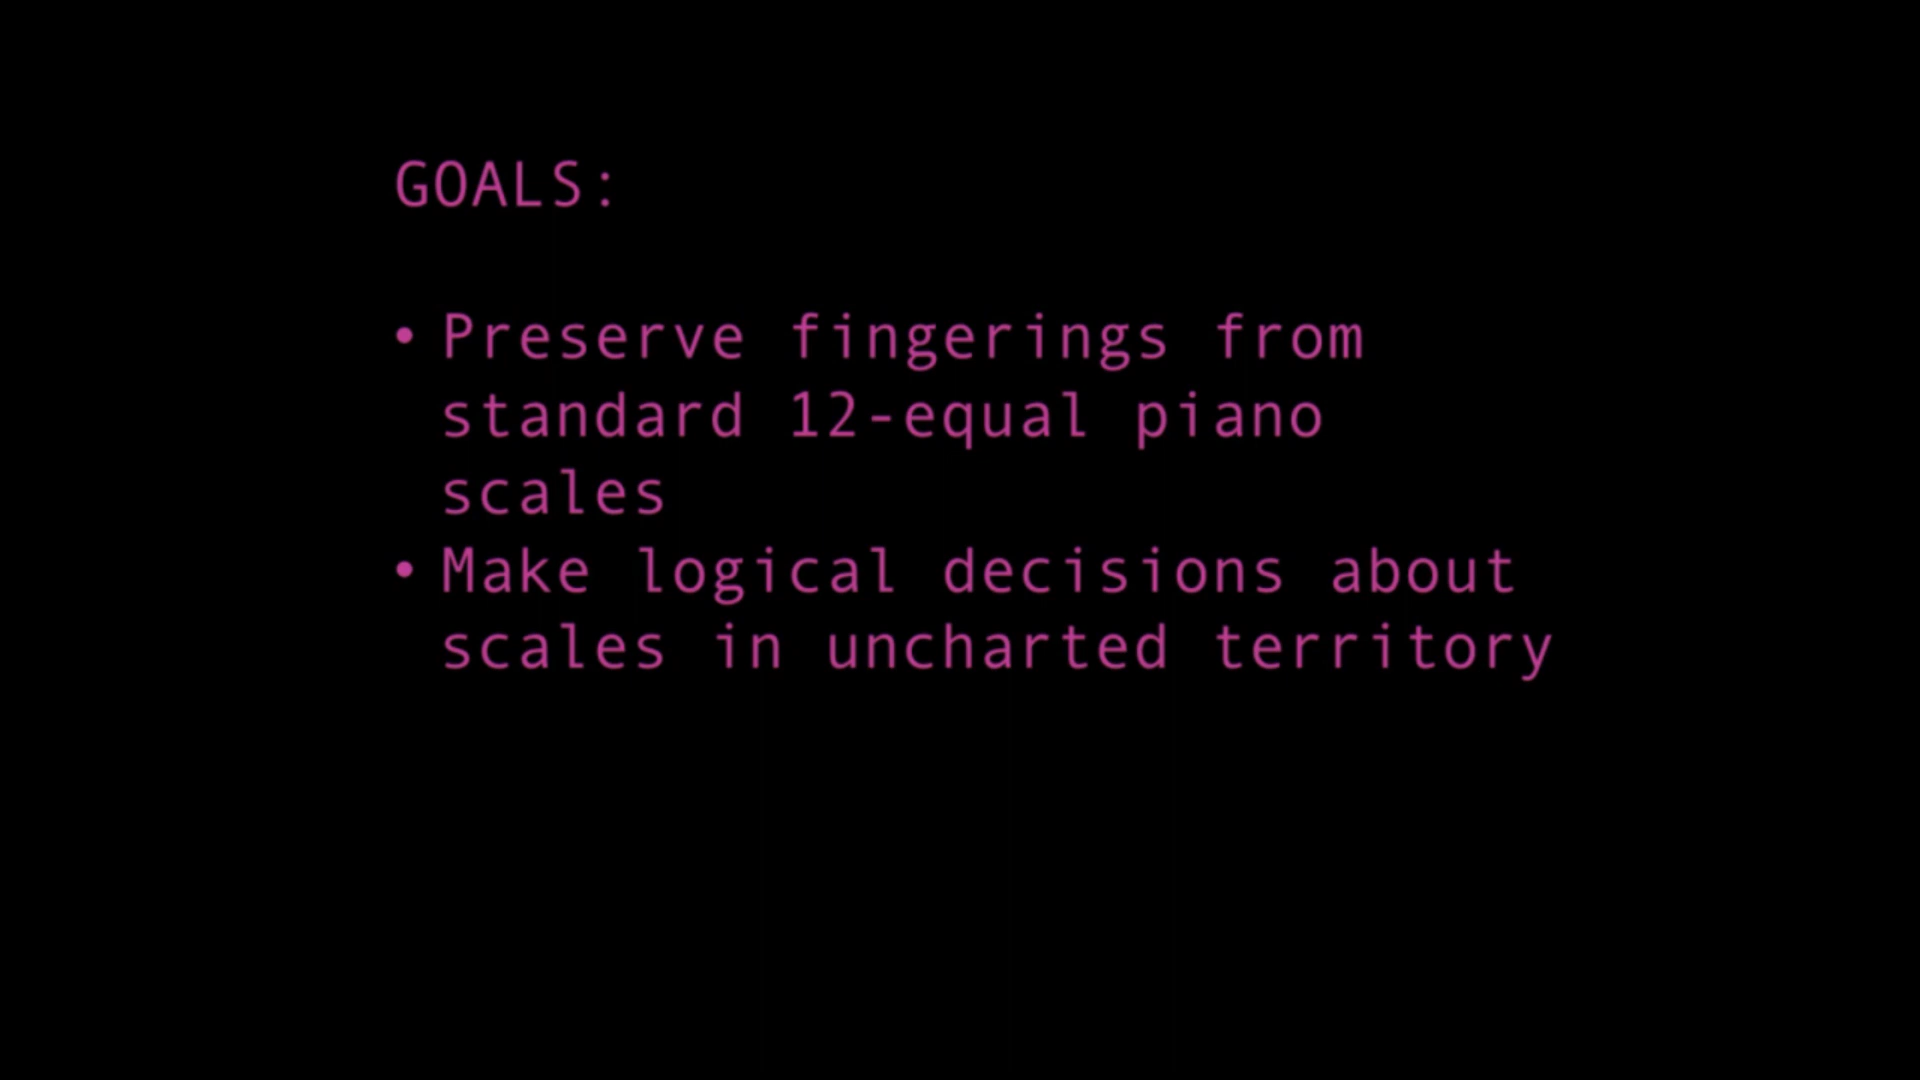 GOALS:
• Preserve fingerings from
standard 12-equal piano
scales
• Make logical decisions about
scales in uncharted territory